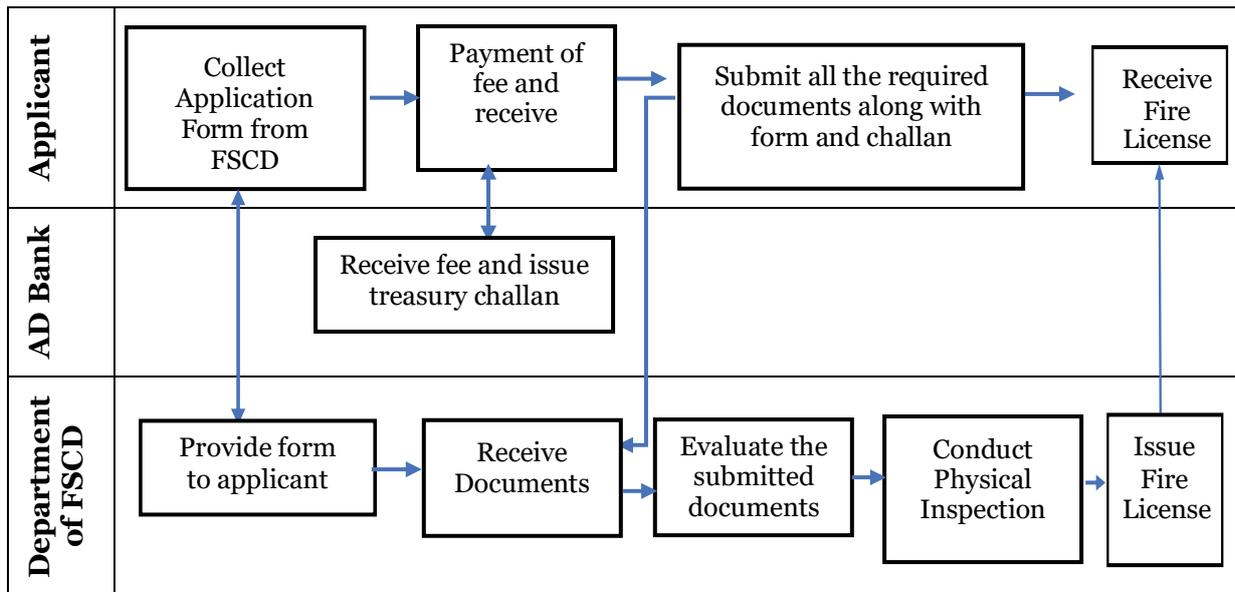 Applicant
Collect
Application
Form from
FSCD
Payment of
fee and
receive
Submit all the required
documents along with
form and challan
Receive
Fire
License
AD Bank
Receive fee and issue
treasury challan
Department
of FSCD
Provide form
to applicant
Receive
Documents
Evaluate the
submitted
documents
Conduct
Physical
Inspection
Issue
Fire
License